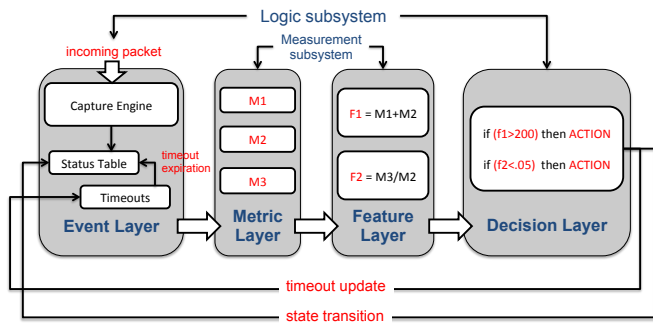 Logic subsystem
Measurement
subsystem
incoming packet
Capture Engine
Status Table
timeout
expiration
Timeouts
Event Layer
M1
M2
M3
Metric
Layer
F1 = M1+M2
F2 = M3/M2
Feature
Layer
if (f1>200) then ACTION
if (f2<.05) then ACTION
Decision Layer
timeout update
state transition